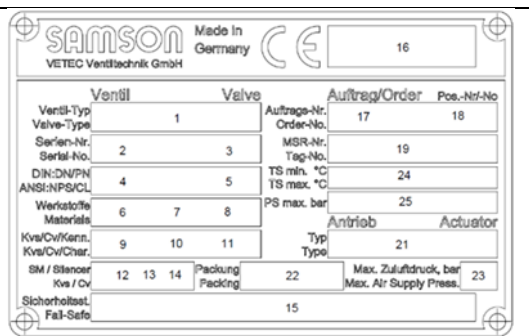 SAMSON Made in
Germany CE 16
VETEC Ventiltechnik GmbH
Ventil Valve Auftrag/Order Pos.-Nr/-No
Ventil-Typ
Valve-Type 1 Auftrags-Nr.
Order-No. 17 18
Serien-Nr.
Serial-No. 2 3 MSR-Nr.
Tag-No. 19
DIN:DN/PN
ANSI:NPS/CL 4 5 TS min. °C
TS max. °C 24
Werkstoffe
Materials 6 7 8 PS max. bar 25
Antrieb Actuator
Kvs/Cv/Kenn.
Kvs/Cv/Char. 9 10 11 Typ
Type 21
SM / Silencer
Kvs / Cv 12 13 14 Packung
Packing 22 Max. Zuluftdruck, bar
Max. Air Supply Press. 23
Sicherheitsst.
Fail-Safe 15